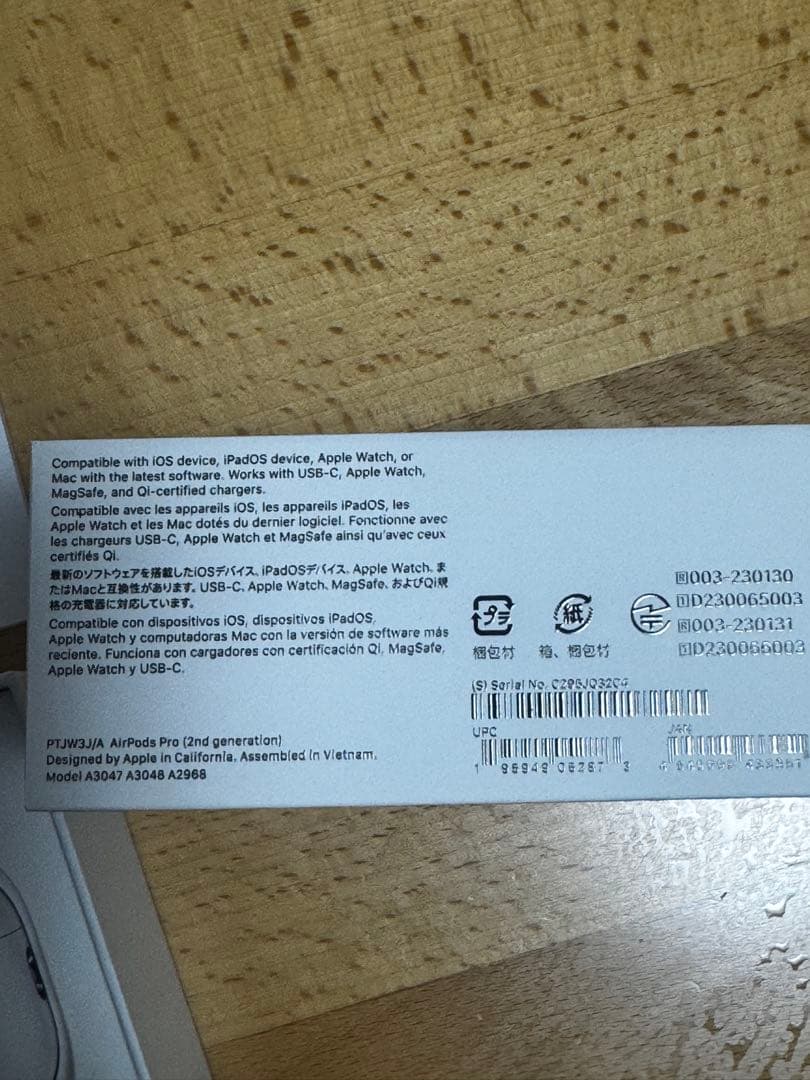 Compatible with iOS device, iPadOS device, Apple Watch, or
Mac with the latest software. Works with USB-C, Apple Watch,
MagSafe, and Qi-certified chargers.
Compatible avec les appareils iOS, les appareils iPadOS, les
Apple Watch et les Mac dotés du dernier logiciel. Fonctionne avec
les chargeurs USB-C, Apple Watch et MagSafe ainsi qu'avec ceux
certifiés Qi.
最新のソフトウェアを搭載したiOSデバイス、iPadOSデバイス、Apple Watch、ま
たはMacと互換性があります。USB-C、Apple Watch、MagSafe、およびQi規
格の充電器に対応しています。
Compatible con dispositivos iOS, dispositivos iPadOS,
Apple Watch y computadoras Mac con la versión de software más
reciente. Funciona con cargadores con certificación Qi, MagSafe,
Apple Watch y USB-C.
PTJW3J/A AirPods Pro (2nd generation)
Designed by Apple in California. Assembled in Vietnam.
Model A3047 A3048 A2968
プラ
梱包材
紙
箱、梱包材
R 003-230130
T D230065003
R 003-230131
T D230066003
(S) Serial No.
UPC
JAN